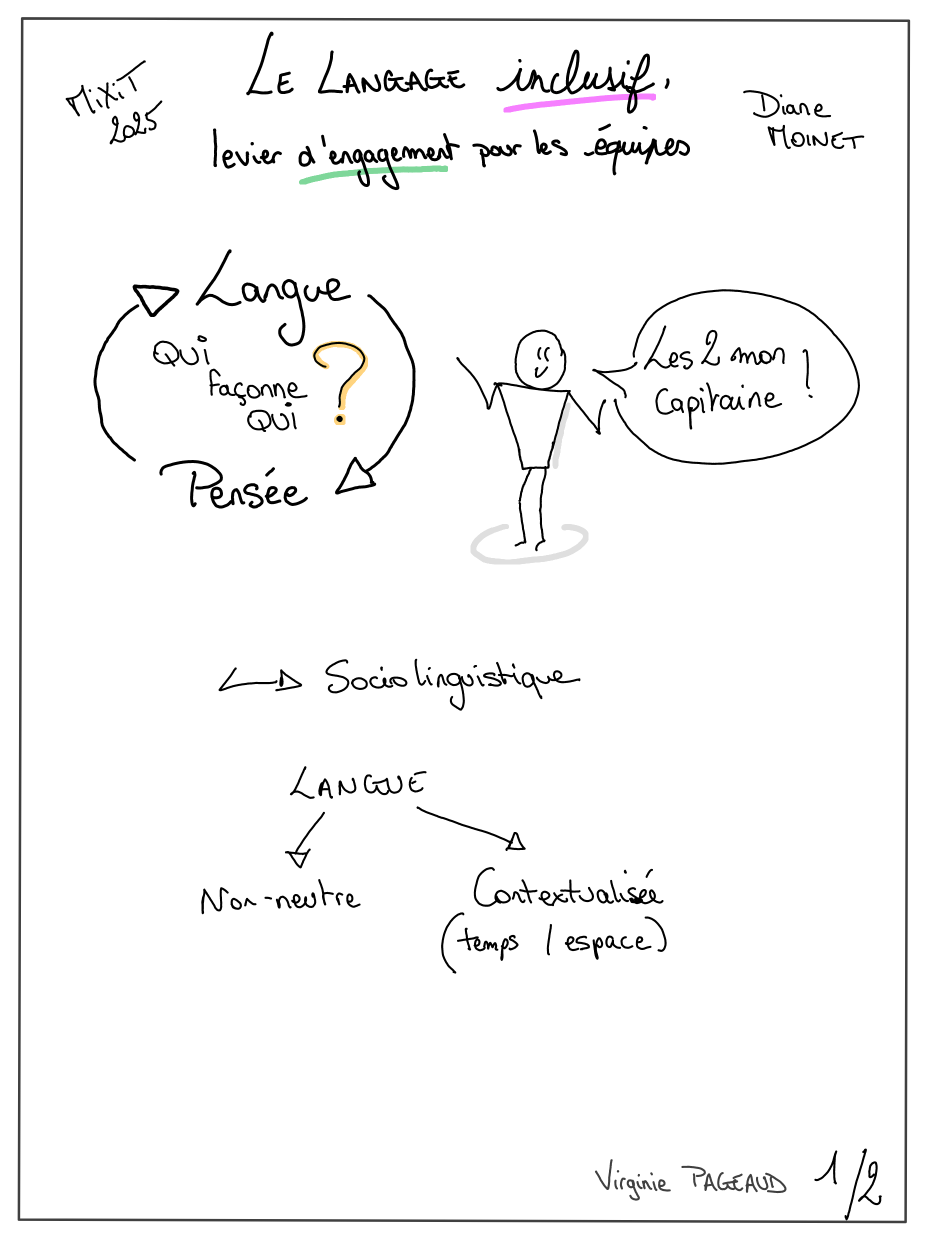 MiXiT
2025
LE LANGAGE inclusif,
levier d'engagement pour les équipes
Diane
MOINET
Langue
QUi
façonne
QUi
?
Pensée
Les 2 mon
Capitaine !
Sociolinguistique
LANGUE
Non-neutre
Contextualisée
(temps / espace)
Virginie PAGEAUD
1/2